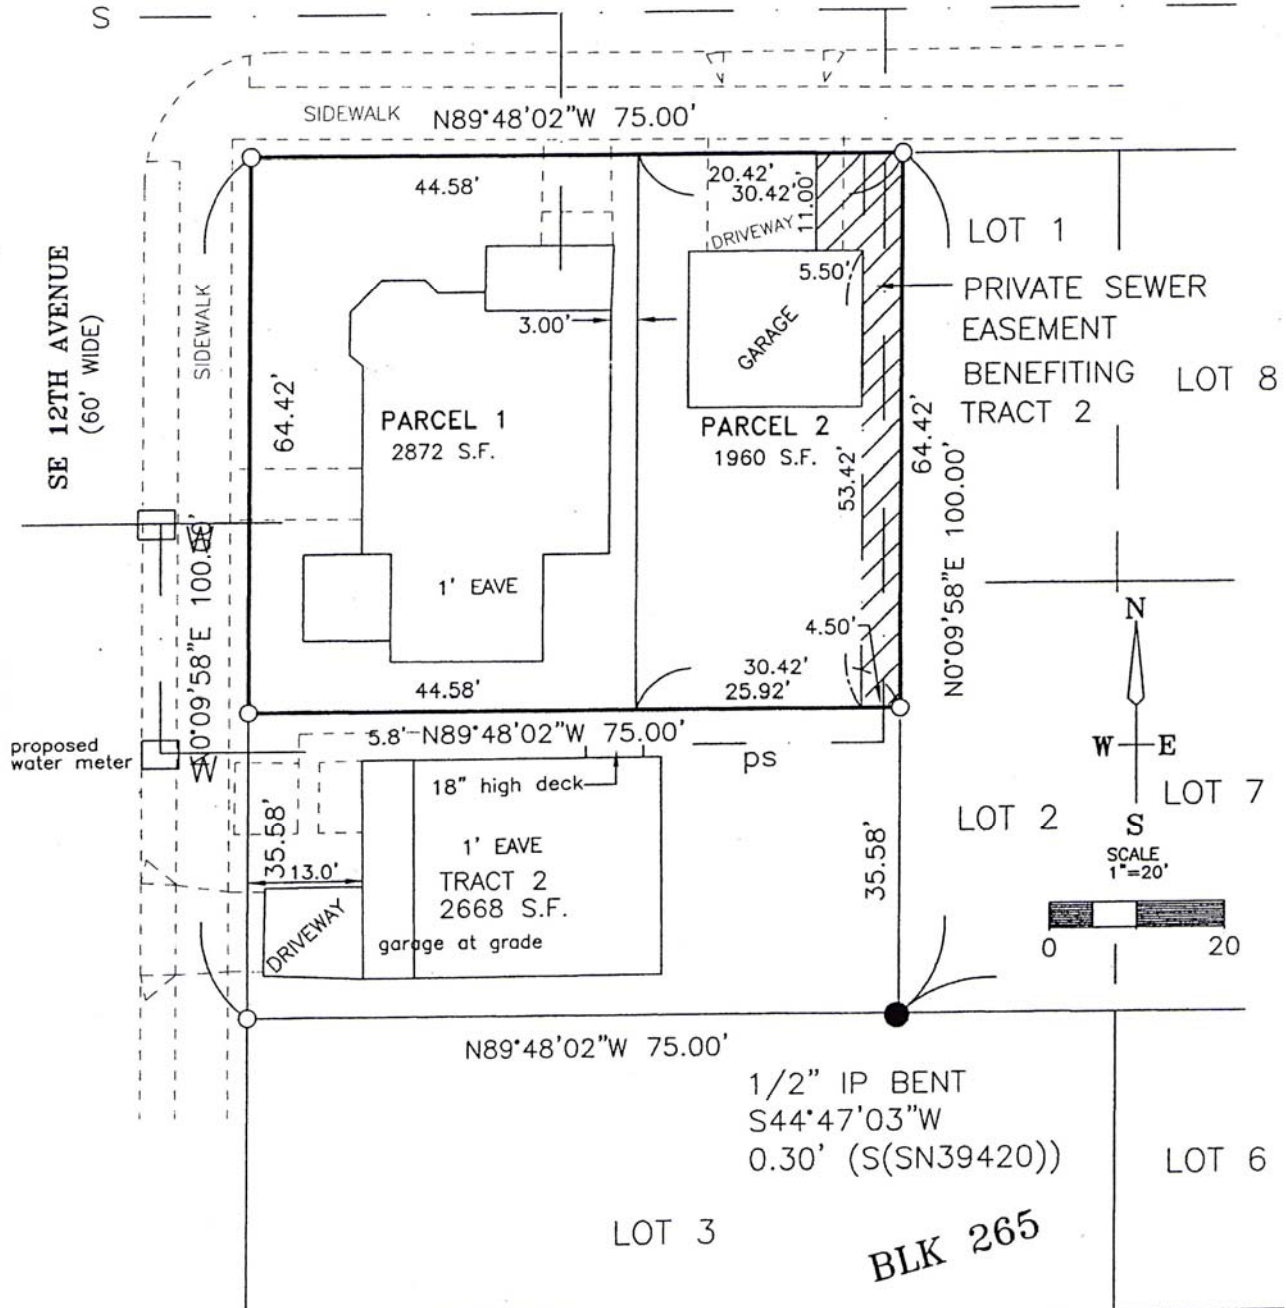 S
SIDEWALK
N89°48'02"W 75.00'
44.58'
20.42'
30.42'
11.00'
DRIVEWAY
LOT 1
SE 12TH AVENUE
(60' WIDE)
SIDEWALK
5.50'
PRIVATE SEWER
EASEMENT
BENEFITING
TRACT 2
LOT 8
3.00'
GARAGE
64.42'
PARCEL 1
2872 S.F.
PARCEL 2
1960 S.F.
64.42'
53.42'
N0°09'58"E 100.00'
W
N0°09'58"E 100.00'
1' EAVE
4.50'
30.42'
44.58'
25.92'
N
W E
S
SCALE
1"=20'
0 20
5.8'
N89°48'02"W 75.00'
ps
proposed
water meter
W
18" high deck
LOT 7
LOT 2
35.58'
35.58'
1' EAVE
13.0'
TRACT 2
2668 S.F.
DRIVEWAY
garage at grade
N89°48'02"W 75.00'
1/2" IP BENT
S44°47'03"W
0.30' (S(SN39420))
LOT 6
LOT 3
BLK 265